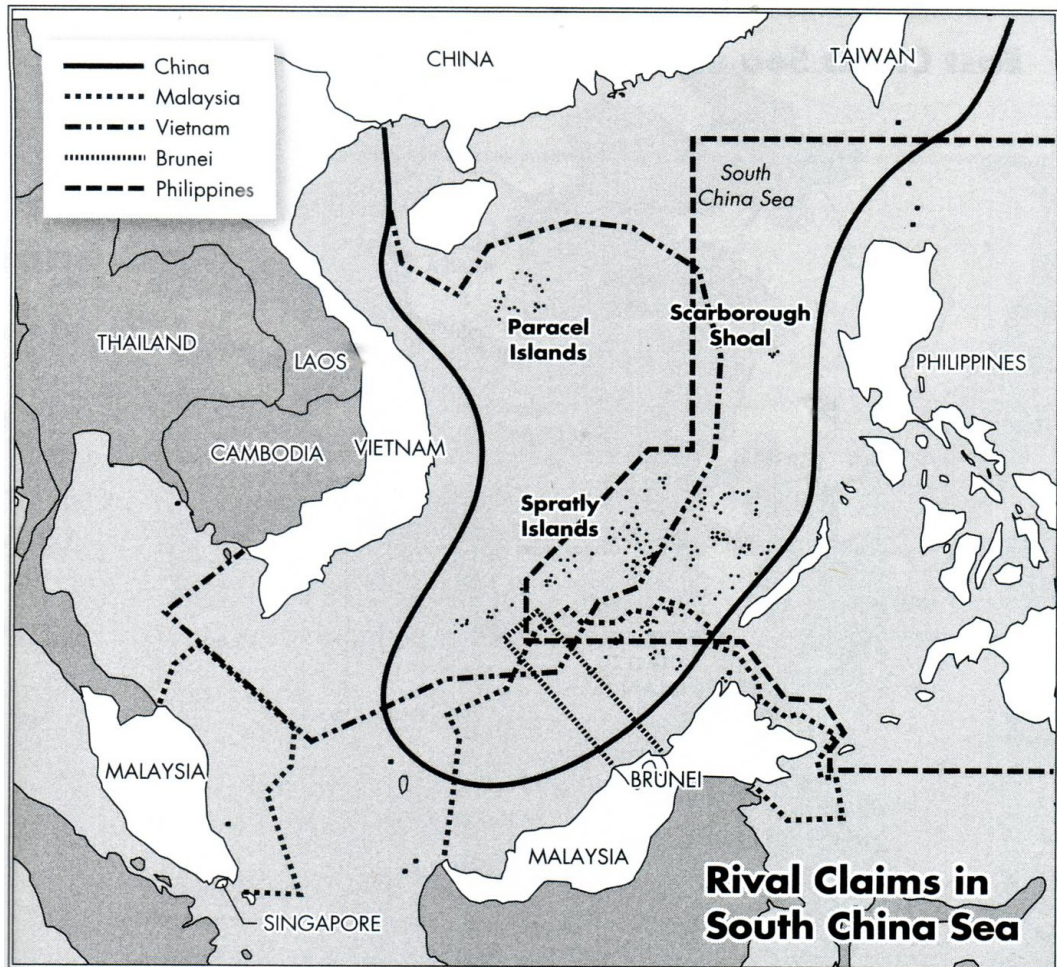 China
Malaysia
Vietnam
Brunei
Philippines
CHINA
TAIWAN
South
China Sea
Paracel
Islands
Scarborough
Shoal
THAILAND
LAOS
PHILIPPINES
CAMBODIA
VIETNAM
Spratly
Islands
MALAYSIA
BRUNEI
MALAYSIA
SINGAPORE
Rival Claims in
South China Sea